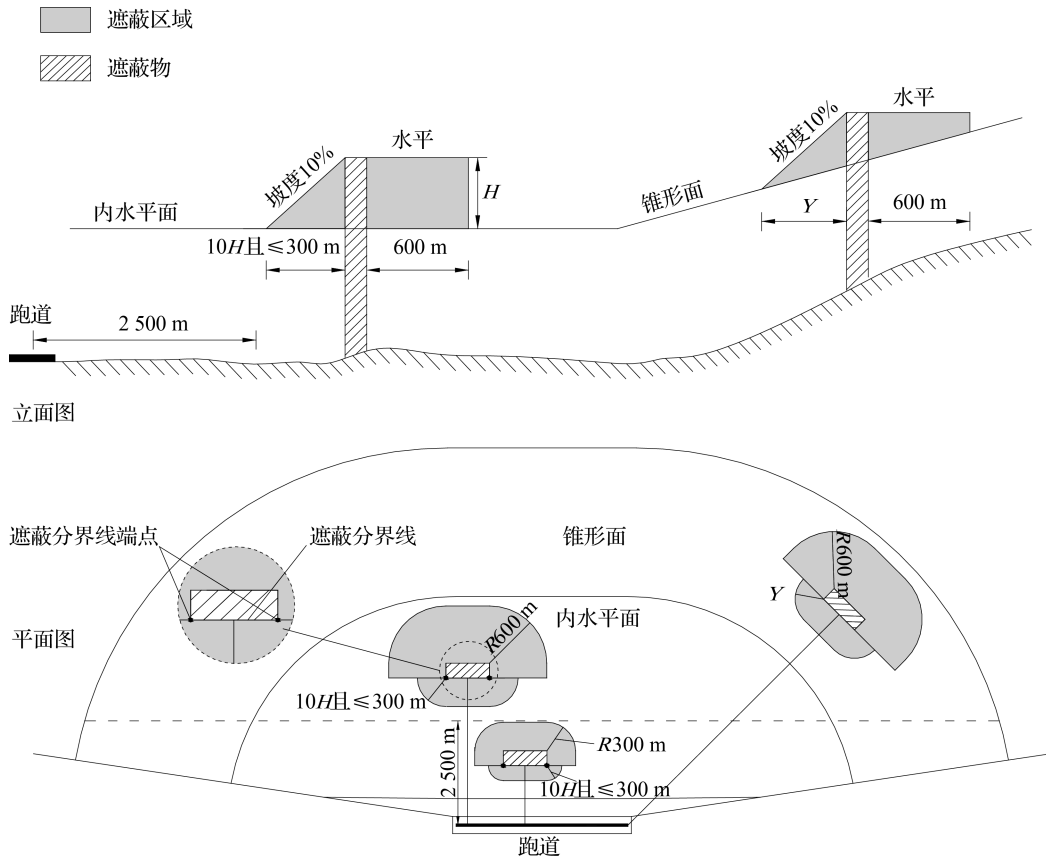 遮蔽区域
遮蔽物
水平
水平
坡度10%
坡度10%
H
内水平面
锥形面
10H且≤300 m
600 m
Y
600 m
跑道
2 500 m
立面图
遮蔽分界线端点
遮蔽分界线
锥形面
R600 m
Y
平面图
R600 m
内水平面
10H且≤300 m
2 500 m
R300 m
10H且≤300 m
跑道